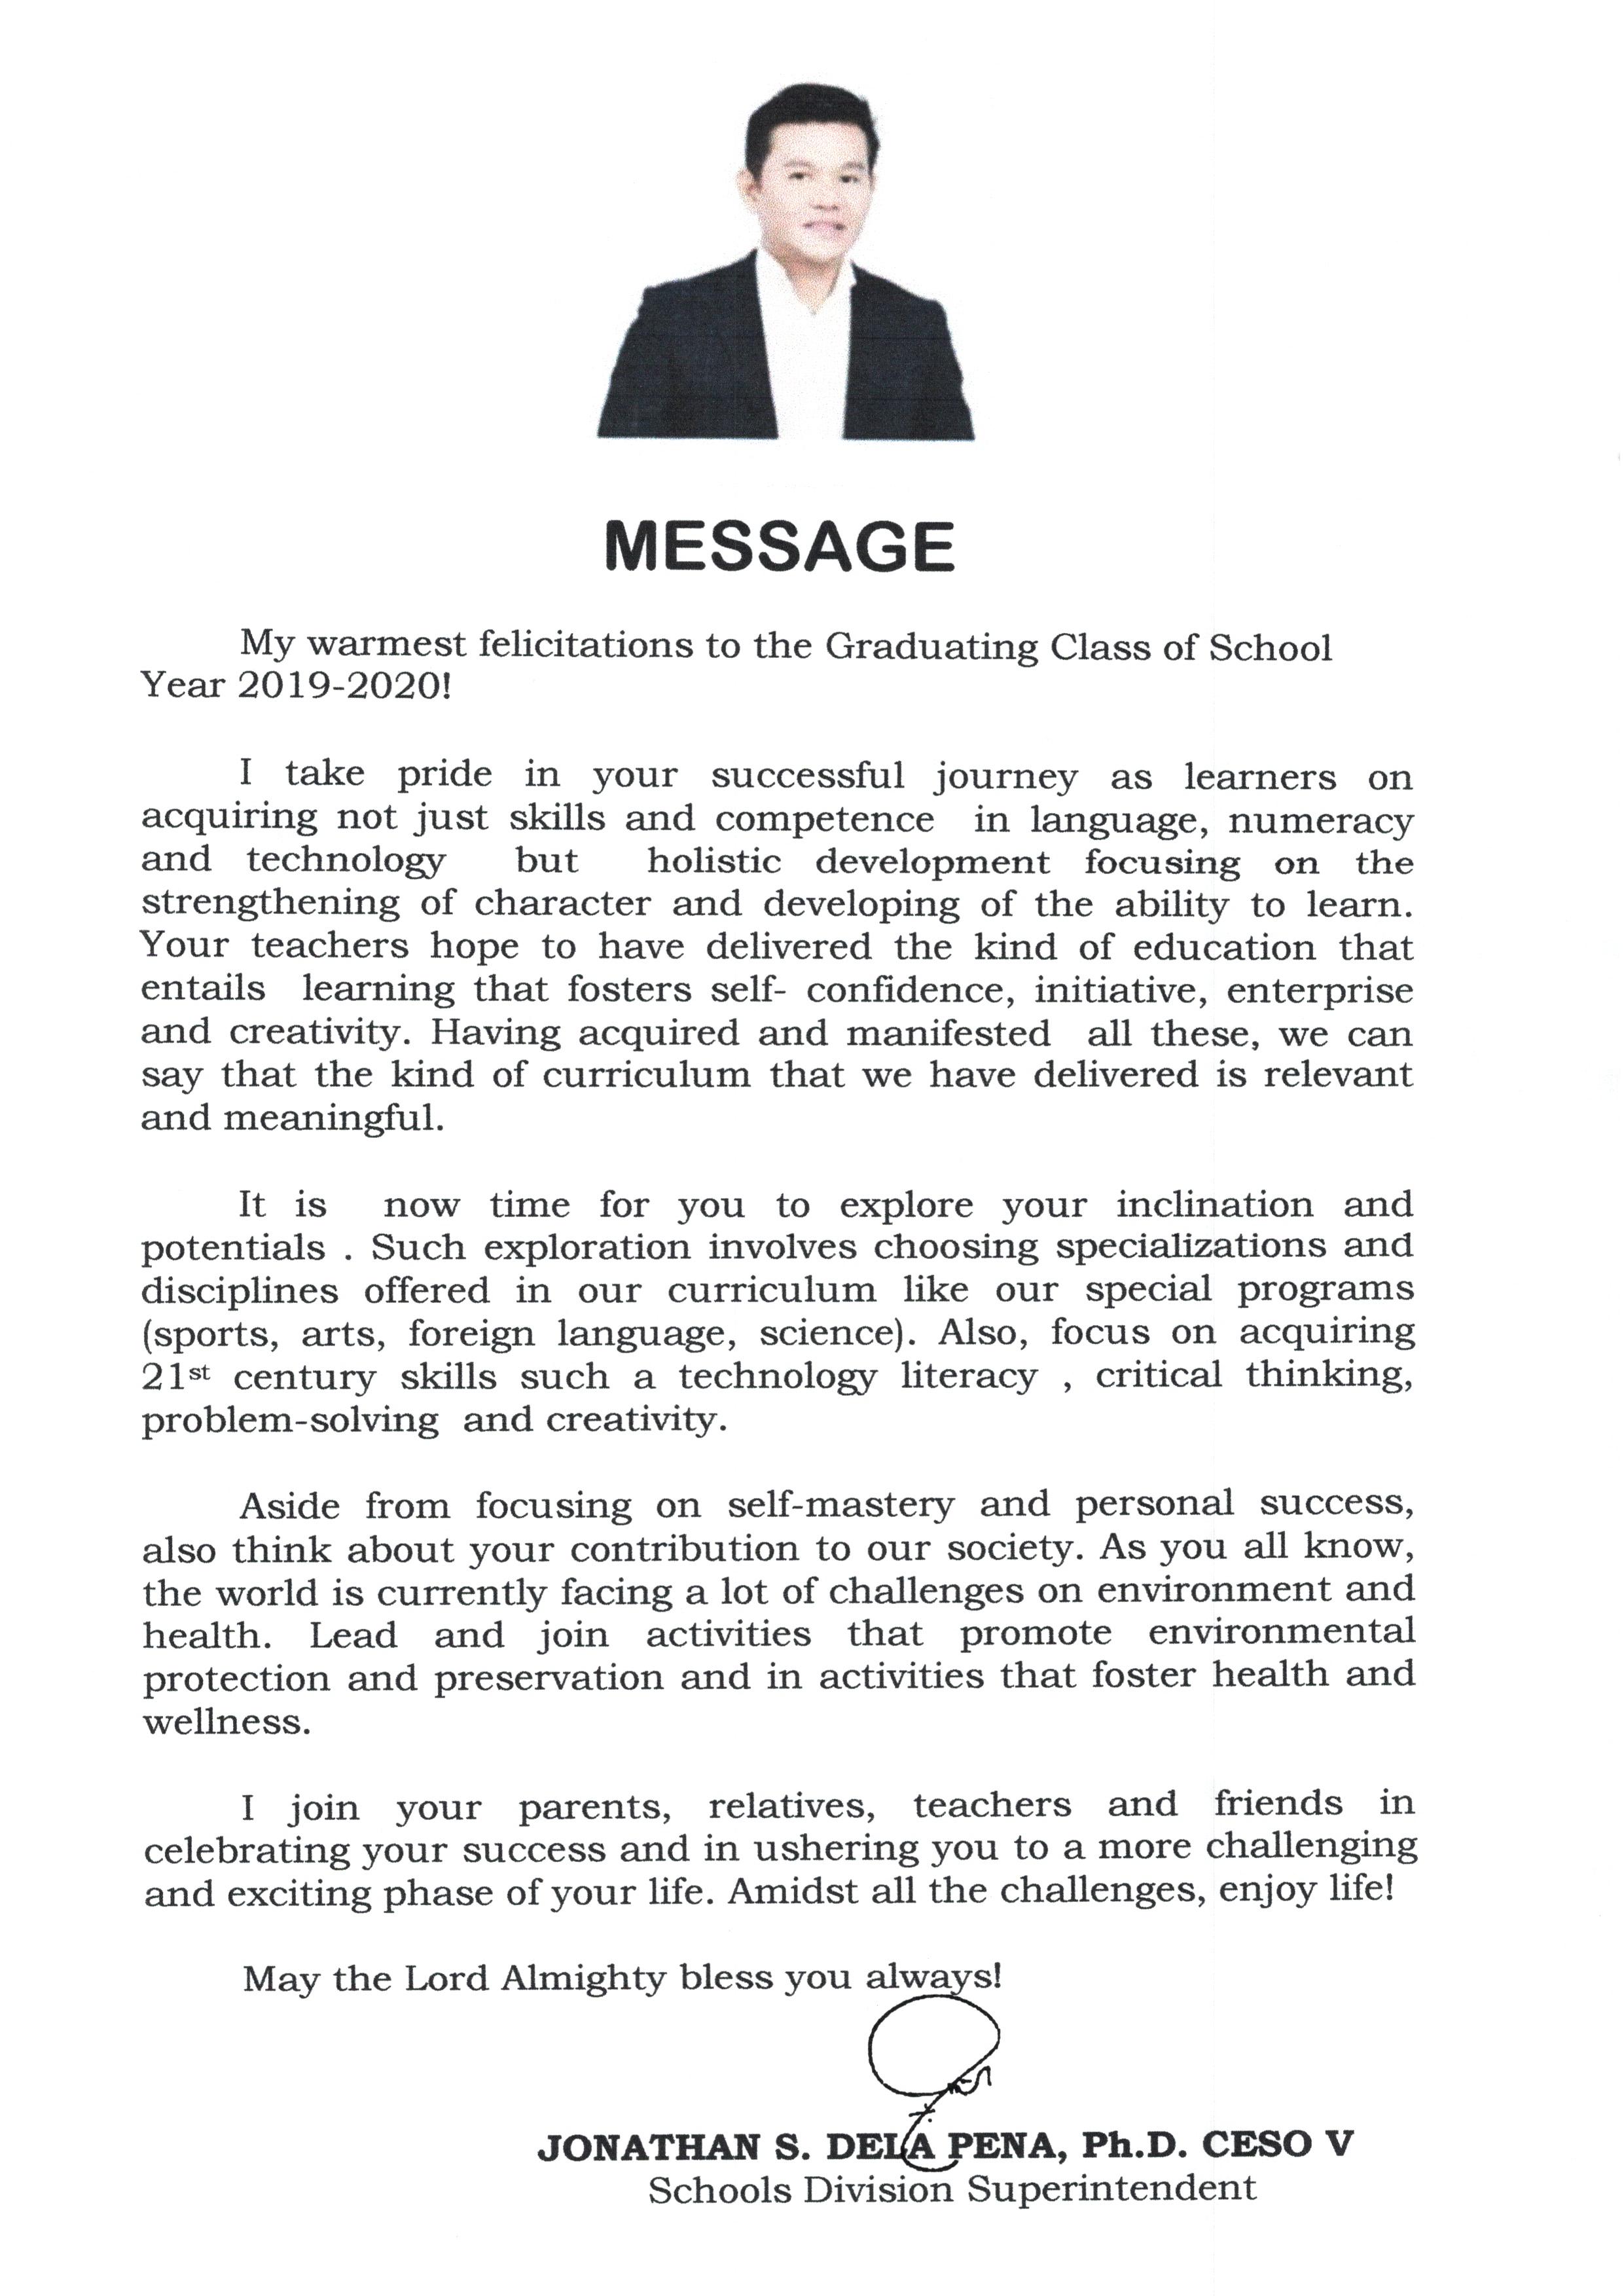 MESSAGE
My warmest felicitations to the Graduating Class of School
Year 2019-2020!
I take pride in your successful journey as learners on
acquiring not just skills and competence in language, numeracy
and technology but holistic development focusing on the
strengthening of character and developing of the ability to learn.
Your teachers hope to have delivered the kind of education that
entails learning that fosters self- confidence, initiative, enterprise
and creativity. Having acquired and manifested all these, we can
say that the kind of curriculum that we have delivered is relevant
and meaningful.
It is now time for you to explore your inclination and
potentials . Such exploration involves choosing specializations and
disciplines offered in our curriculum like our special programs
(sports, arts, foreign language, science). Also, focus on acquiring
21st century skills such a technology literacy , critical thinking,
problem-solving and creativity.
Aside from focusing on self-mastery and personal success,
also think about your contribution to our society. As you all know,
the world is currently facing a lot of challenges on environment and
health. Lead and join activities that promote environmental
protection and preservation and in activities that foster health and
wellness.
I join your parents, relatives, teachers and friends in
celebrating your success and in ushering you to a more challenging
and exciting phase of your life. Amidst all the challenges, enjoy life!
May the Lord Almighty bless you always!
JONATHAN S. DELA PENA, Ph.D. CESO V
Schools Division Superintendent